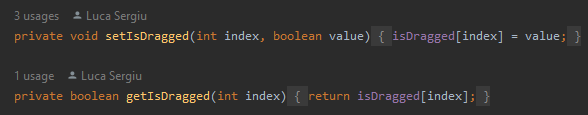 3 usages Luca Sergiu
private void setIsDragged(int index, boolean value) { isDragged[index] = value; }
1 usage Luca Sergiu
private boolean getIsDragged(int index) { return isDragged[index]; }